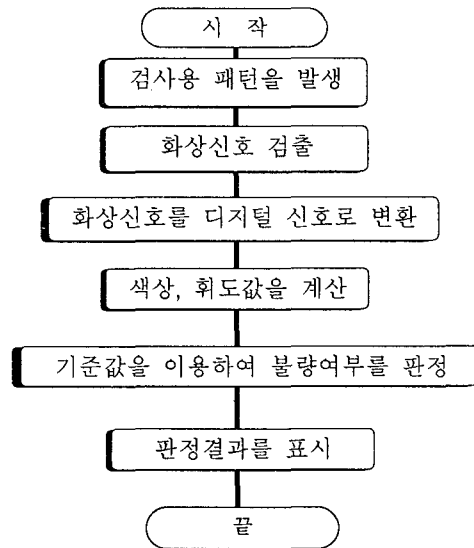 시 작
검사용 패턴을 발생
화상신호 검출
화상신호를 디지털 신호로 변환
색상, 휘도값을 계산
기준값을 이용하여 불량여부를 판정
판정결과를 표시
끝